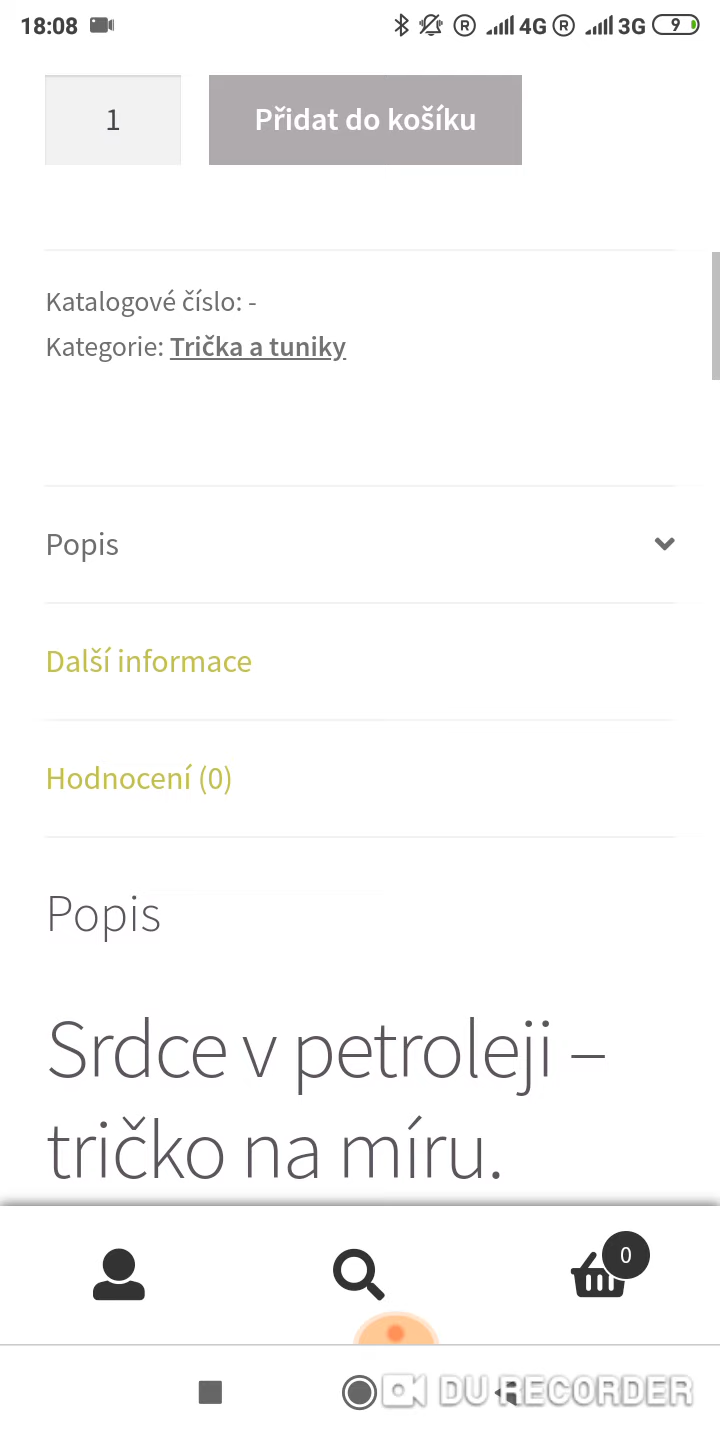 18:08 R 4G R 3G 9
1 Přidat do košíku
Katalogové číslo: -
Kategorie: Trička a tuniky
Popis
Další informace
Hodnocení (0)
Popis
Srdce v petroleji –
tričko na míru.
0
DU RECORDER